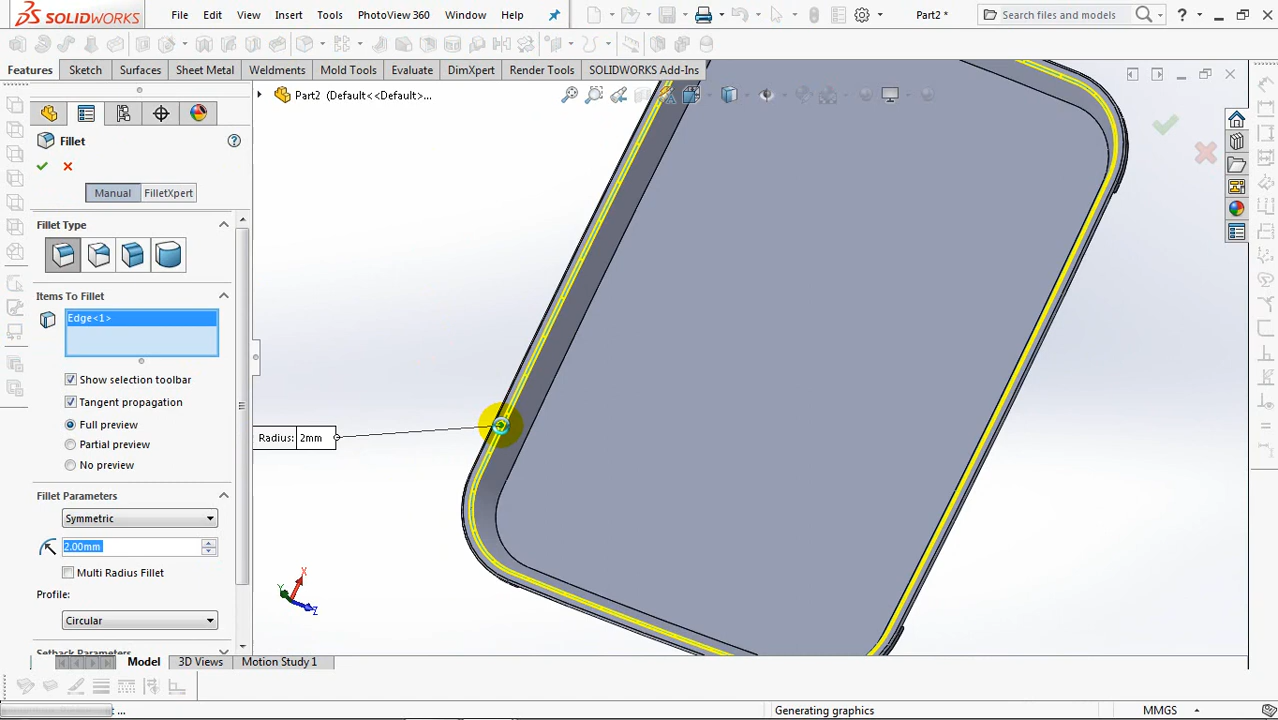 SOLIDWORKS File Edit View Insert Tools PhotoView 360 Window Help Part2 * Search files and models ?
Features Sketch Surfaces Sheet Metal Weldments Mold Tools Evaluate DimXpert Render Tools SOLIDWORKS Add-Ins
Part2 (Default<<Default>...
Fillet
Manual FilletXpert
Fillet Type
Items To Fillet
Edge<1>
Show selection toolbar
Tangent propagation
Full preview
Partial preview
No preview
Radius: 2mm
Fillet Parameters
Symmetric
2.00mm
Multi Radius Fillet
Profile:
Circular
Setback Parameters
X
Y
Z
Model 3D Views Motion Study 1
... Generating graphics MMGS